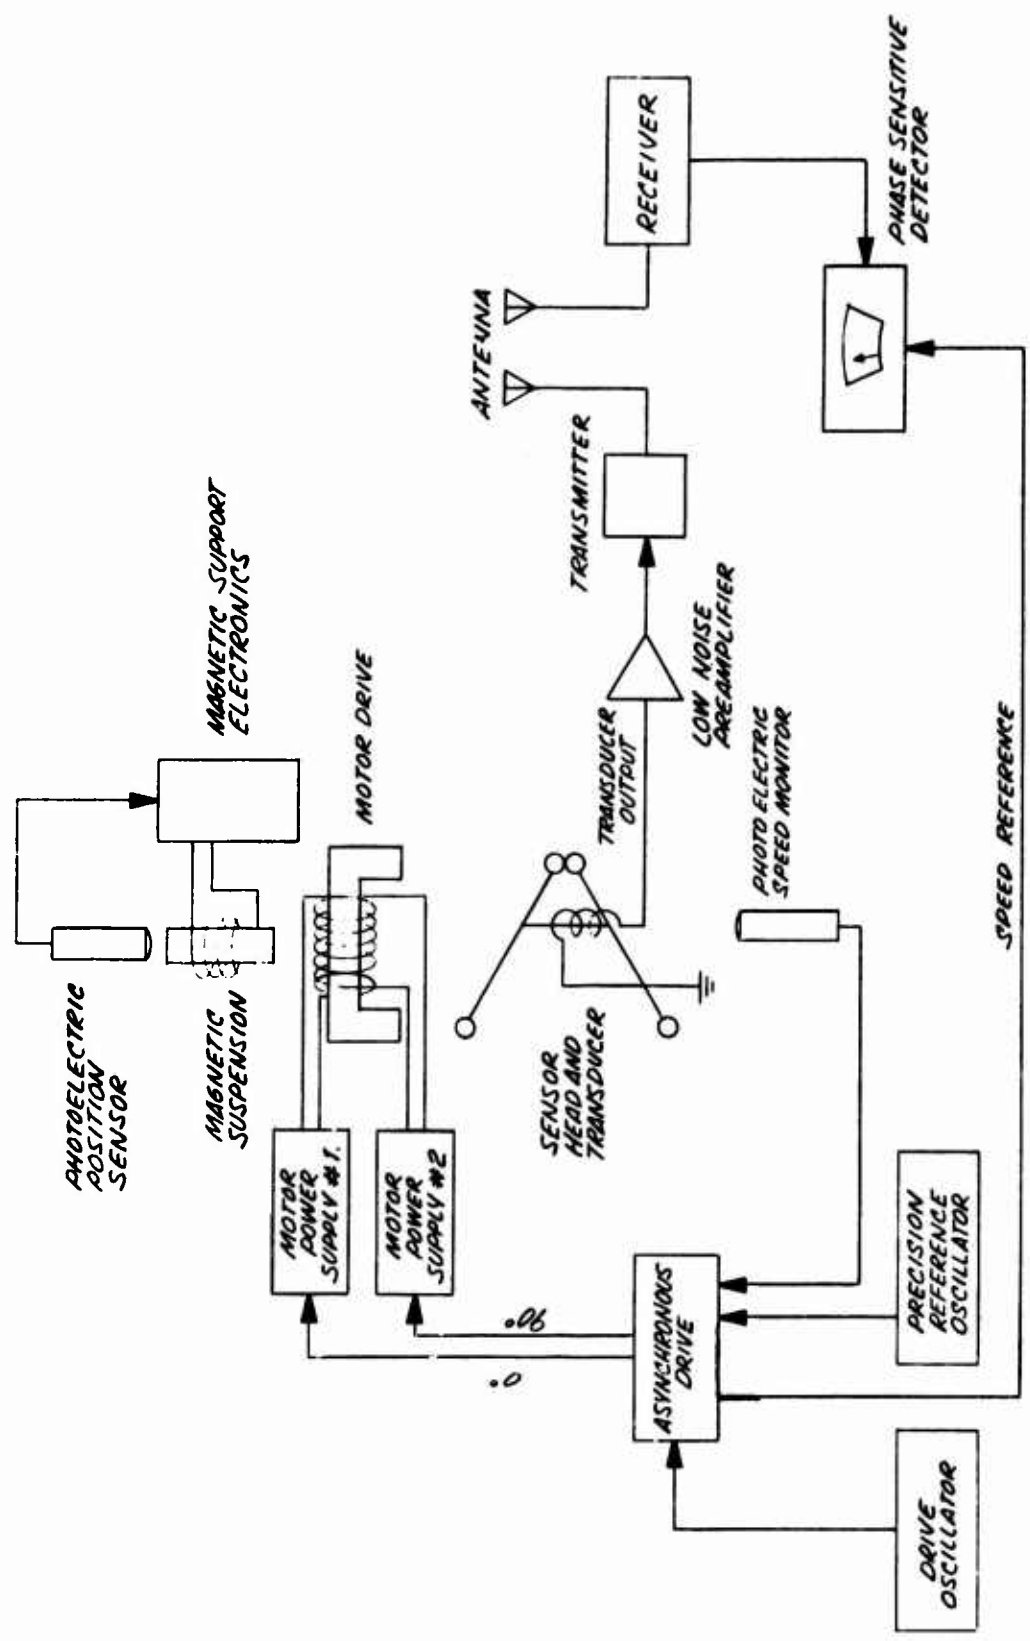 PHOTOELECTRIC
POSITION
SENSOR
MAGNETIC
SUSPENSION
MAGNETIC SUPPORT
ELECTRONICS
MOTOR
POWER
SUPPLY #1.
MOTOR
POWER
SUPPLY #2
MOTOR DRIVE
0°
90°
SENSOR
HEAD AND
TRANSDUCER
TRANSDUCER
OUTPUT
LOW NOISE
PREAMPLIFIER
TRANSMITTER
ANTENNA
RECEIVER
ASYNCHRONOUS
DRIVE
PHOTO ELECTRIC
SPEED MONITOR
PHASE SENSITIVE
DETECTOR
DRIVE
OSCILLATOR
PRECISION
REFERENCE
OSCILLATOR
SPEED REFERENCE